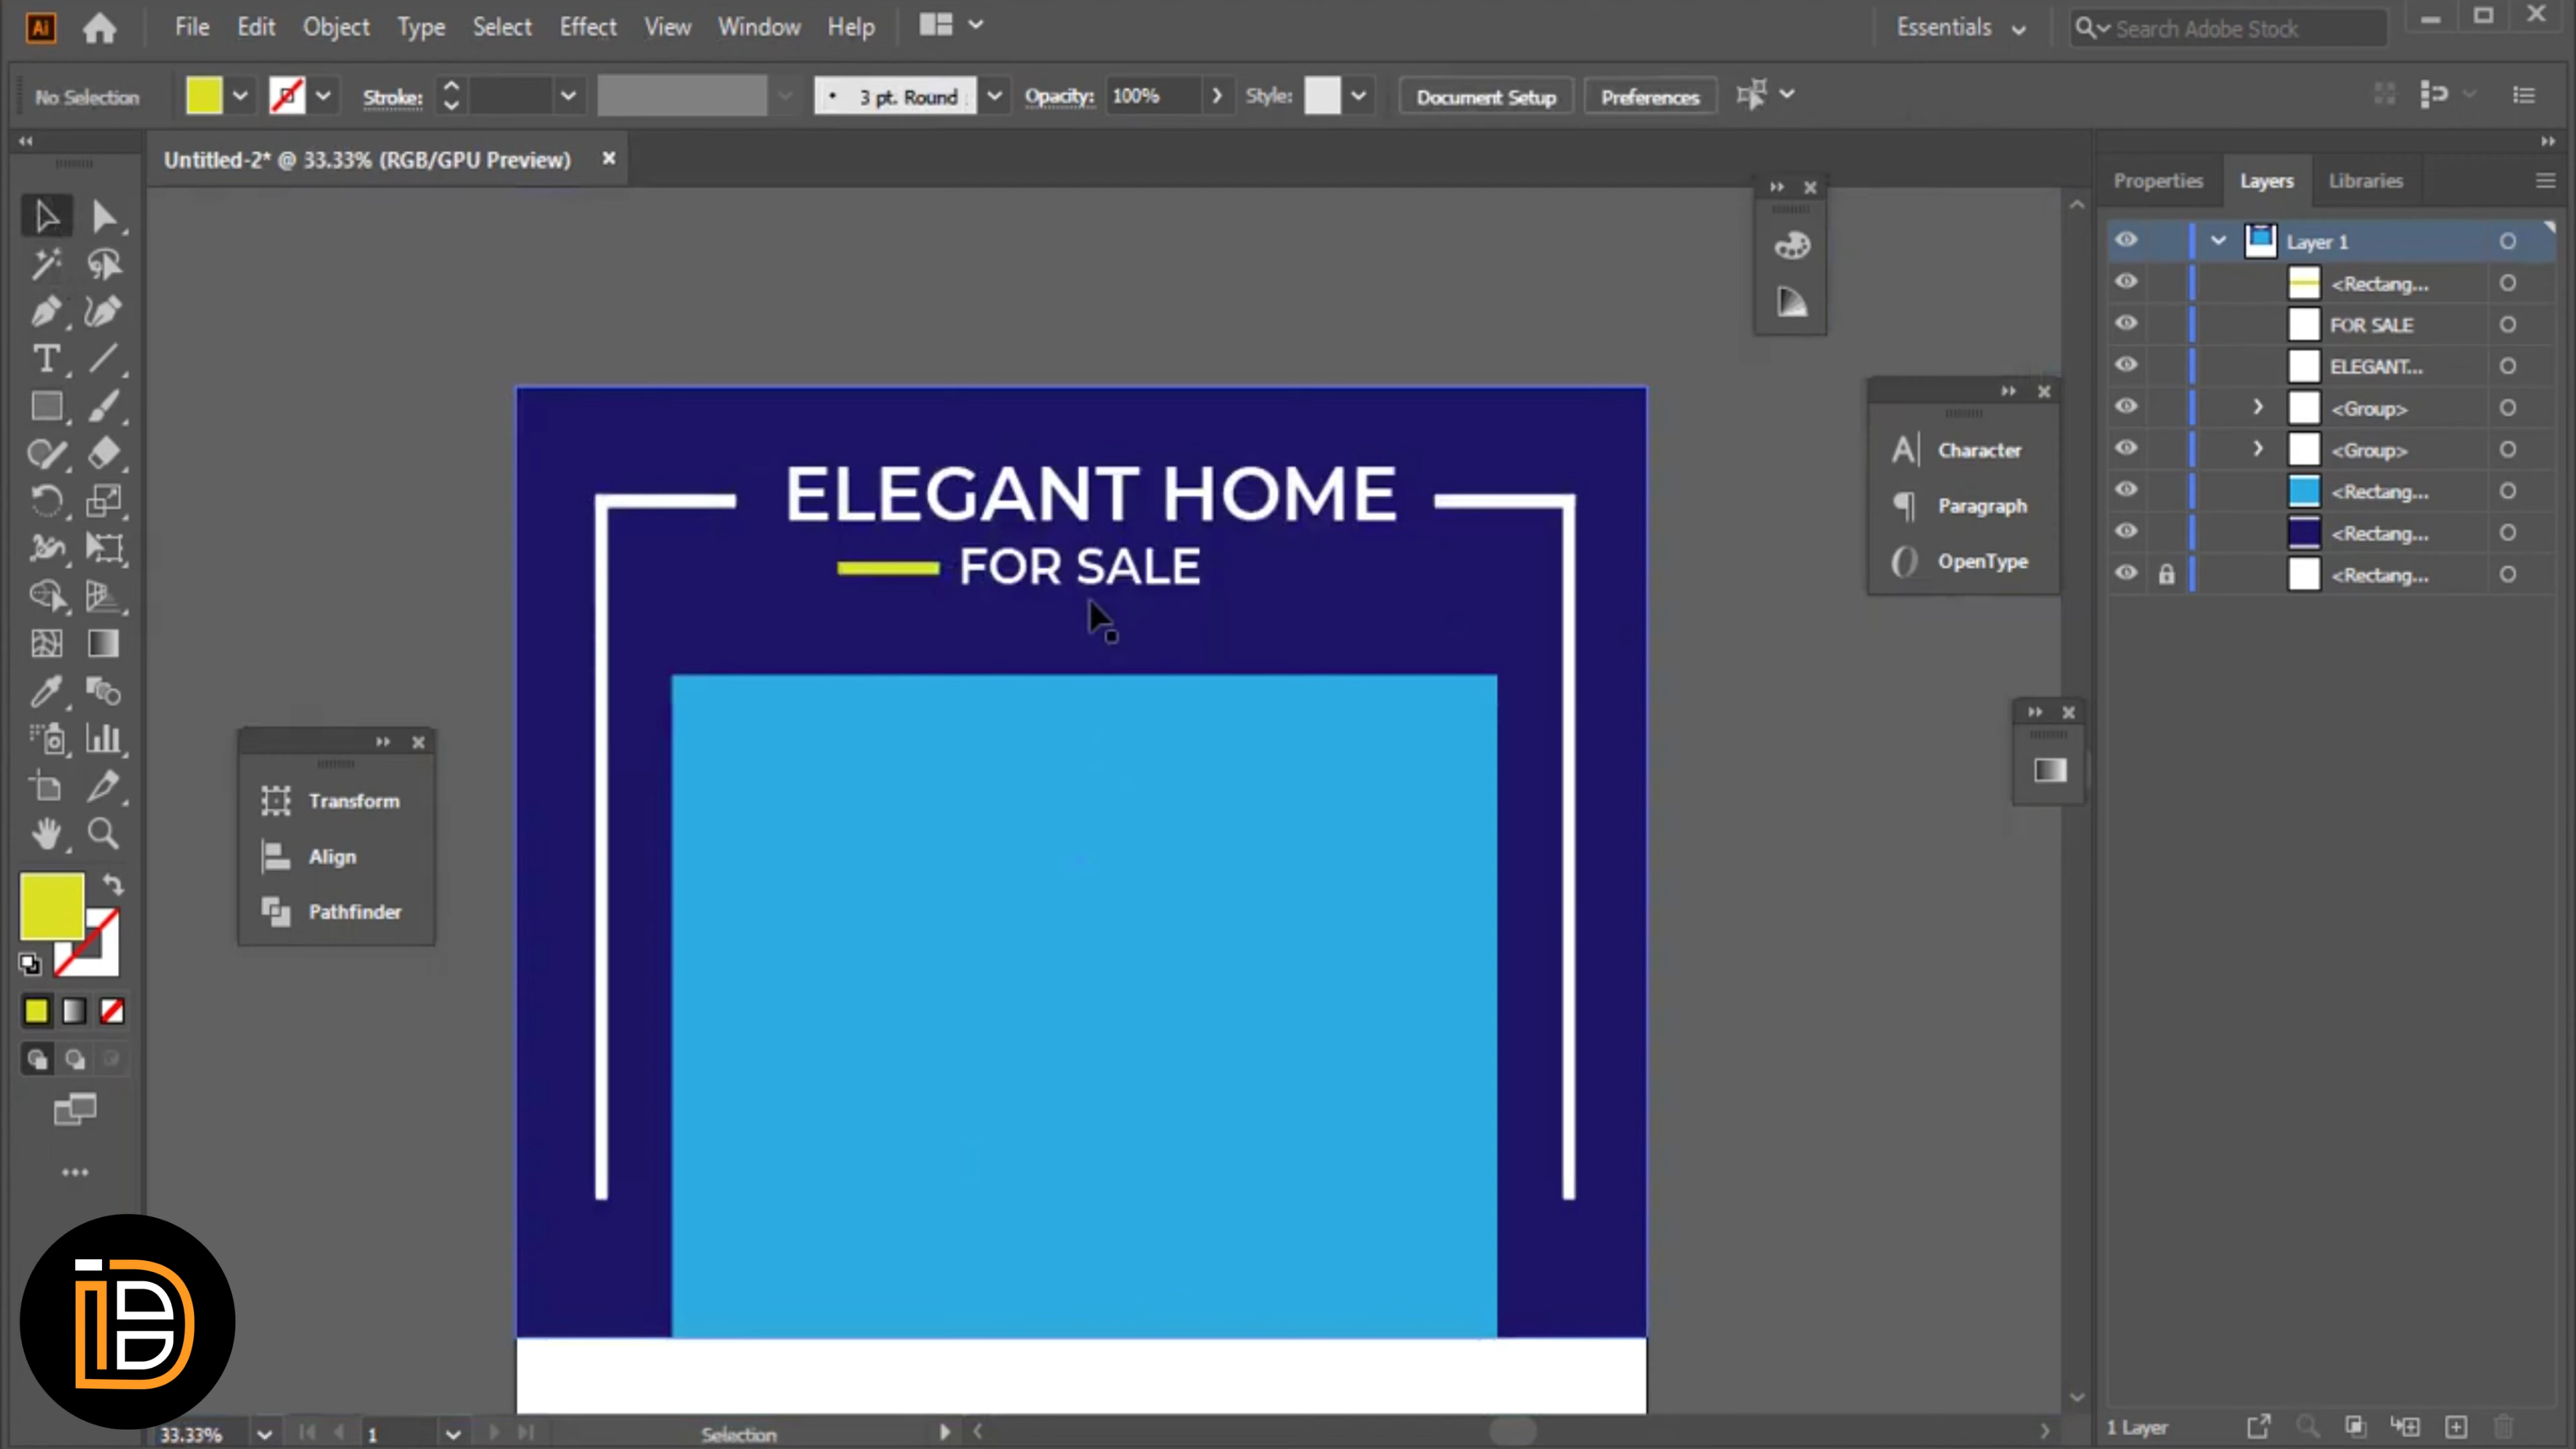 Ai File Edit Object Type Select Effect View Window Help Essentials Search Adobe Stock
No Selection Stroke: 3 pt. Round Opacity: 100% Style: Document Setup Preferences
Untitled-2* @ 33.33% (RGB/GPU Preview)
Properties Layers Libraries
Layer 1
<Rectang...
FOR SALE
ELEGANT...
<Group>
<Group>
<Rectang...
<Rectang...
<Rectang...
Character
Paragraph
OpenType
ELEGANT HOME
FOR SALE
Transform
Align
Pathfinder
33.33% 1 Selection
1 Layer